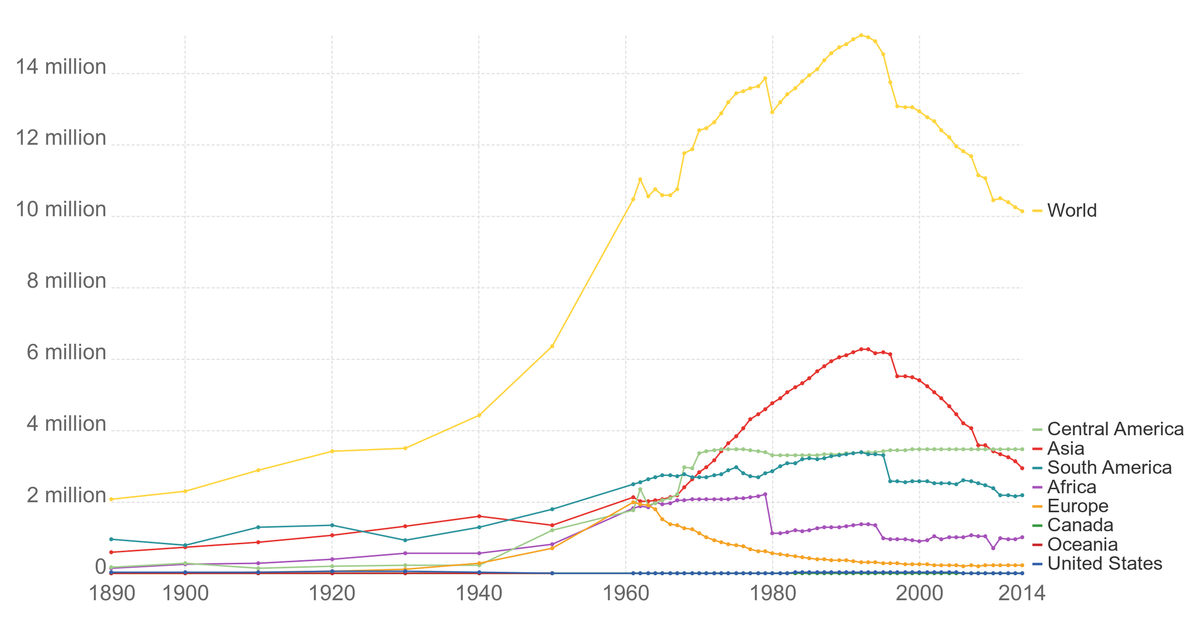 14 million
12 million
10 million
8 million
6 million
4 million
2 million
0
1890
1900
1920
1940
1960
1980
2000
2014
World
Central America
Asia
South America
Africa
Europe
Canada
Oceania
United States